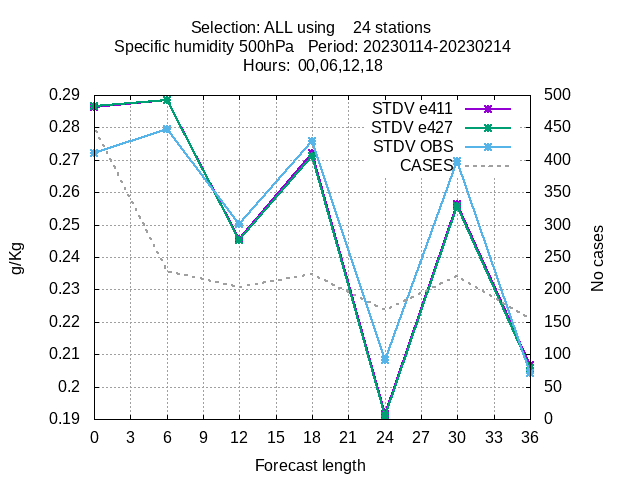 Selection: ALL using    24 stations
Specific humidity 500hPa   Period: 20230114-20230214
Hours:  00,06,12,18
STDV e411
STDV e427
STDV OBS
CASES
0.29
0.28
0.27
0.26
0.25
0.24
0.23
0.22
0.21
0.2
0.19
g/Kg
500
450
400
350
300
250
200
150
100
50
0
No cases
0 3 6 9 12 15 18 21 24 27 30 33 36
Forecast length